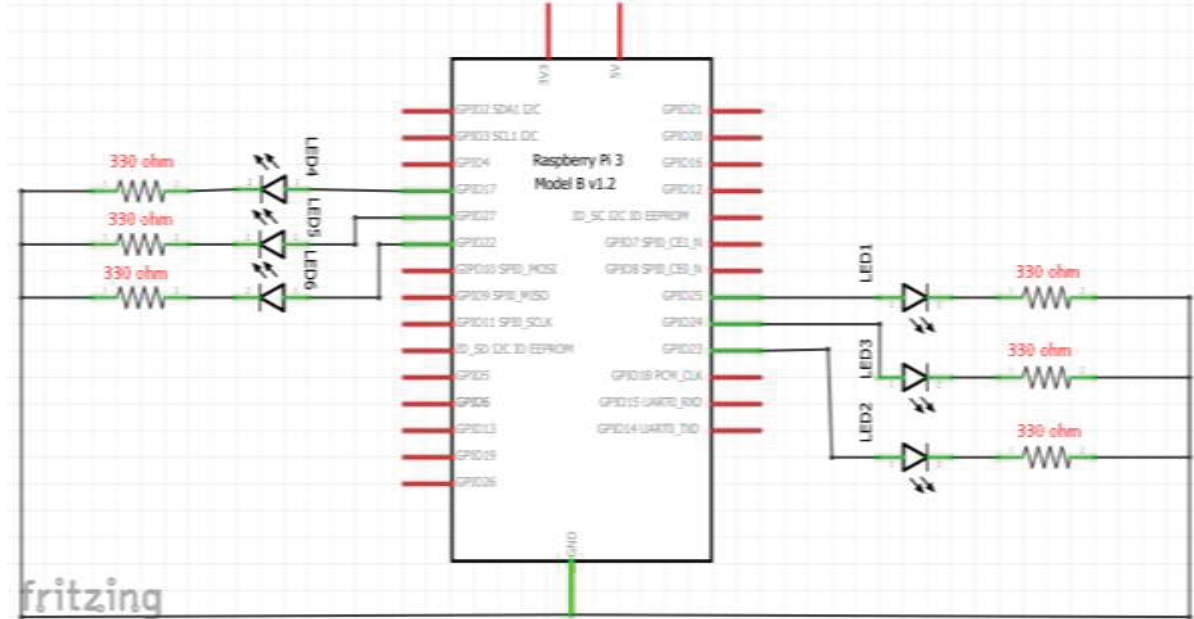 3V3
5V
GPIO2 SDA1 I2C
GPIO3 SCL1 I2C
GPIO4
GPIO17
GPIO27
GPIO22
GPIO10 SPI0_MOSI
GPIO9 SPI0_MISO
GPIO11 SPI0_SCLK
ID_SD I2C ID EEPROM
GPIO5
GPIO6
GPIO13
GPIO19
GPIO26
Raspberry Pi 3
Model B v1.2
GPIO21
GPIO20
GPIO16
GPIO12
ID_SC I2C ID EEPROM
GPIO7 SPI0_CE1_N
GPIO8 SPI0_CE0_N
GPIO25
GPIO24
GPIO23
GPIO18 PCM_CLK
GPIO15 UART0_RXD
GPIO14 UART0_TXD
GND
330 ohm
LED4
330 ohm
LED5
330 ohm
LED6
LED1
330 ohm
LED3
330 ohm
LED2
330 ohm
fritzing